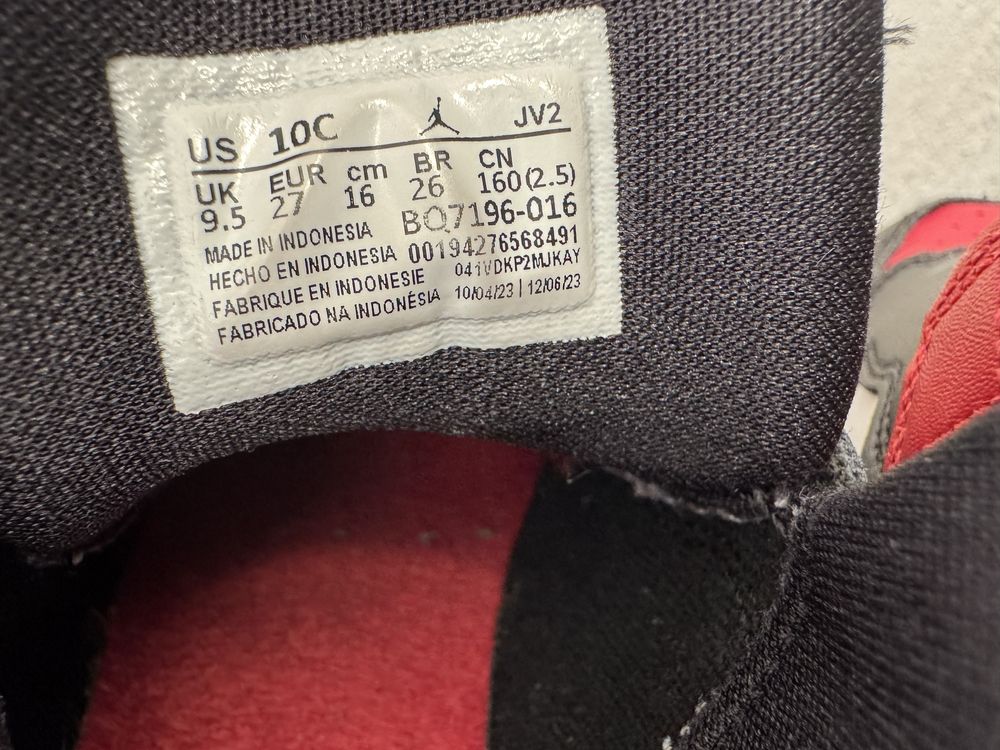 US 10C JV2
UK EUR cm BR CN
9.5 27 16 26 160(2.5)
BQ7196-016
MADE IN INDONESIA
HECHO EN INDONESIA 00194276568491
FABRIQUE EN INDONESIE 041VDKP2MJKAY
FABRICADO NA INDONÉSIA 10/04/23 | 12/06/23